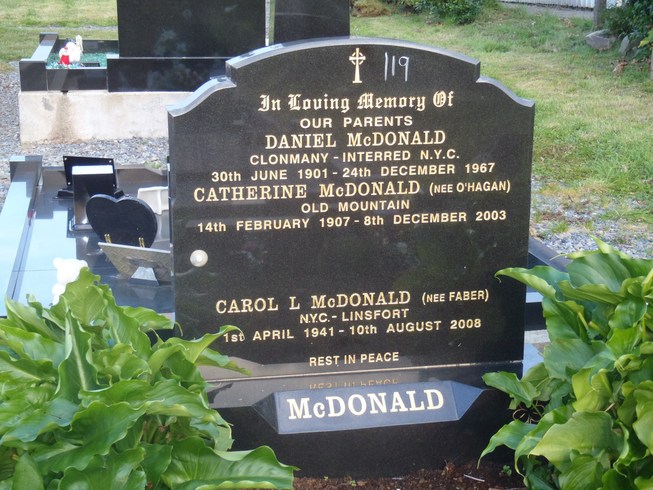 119
In Loving Memory Of
OUR PARENTS
DANIEL McDONALD
CLONMANY - INTERRED N.Y.C.
30th JUNE 1901 - 24th DECEMBER 1967
CATHERINE McDONALD (NEE O'HAGAN)
OLD MOUNTAIN
14th FEBRUARY 1907 - 8th DECEMBER 2003
CAROL L McDONALD (NEE FABER)
NYC. - LINSFORT
1st APRIL 1941 - 10th AUGUST 2008
REST IN PEACE
McDONALD